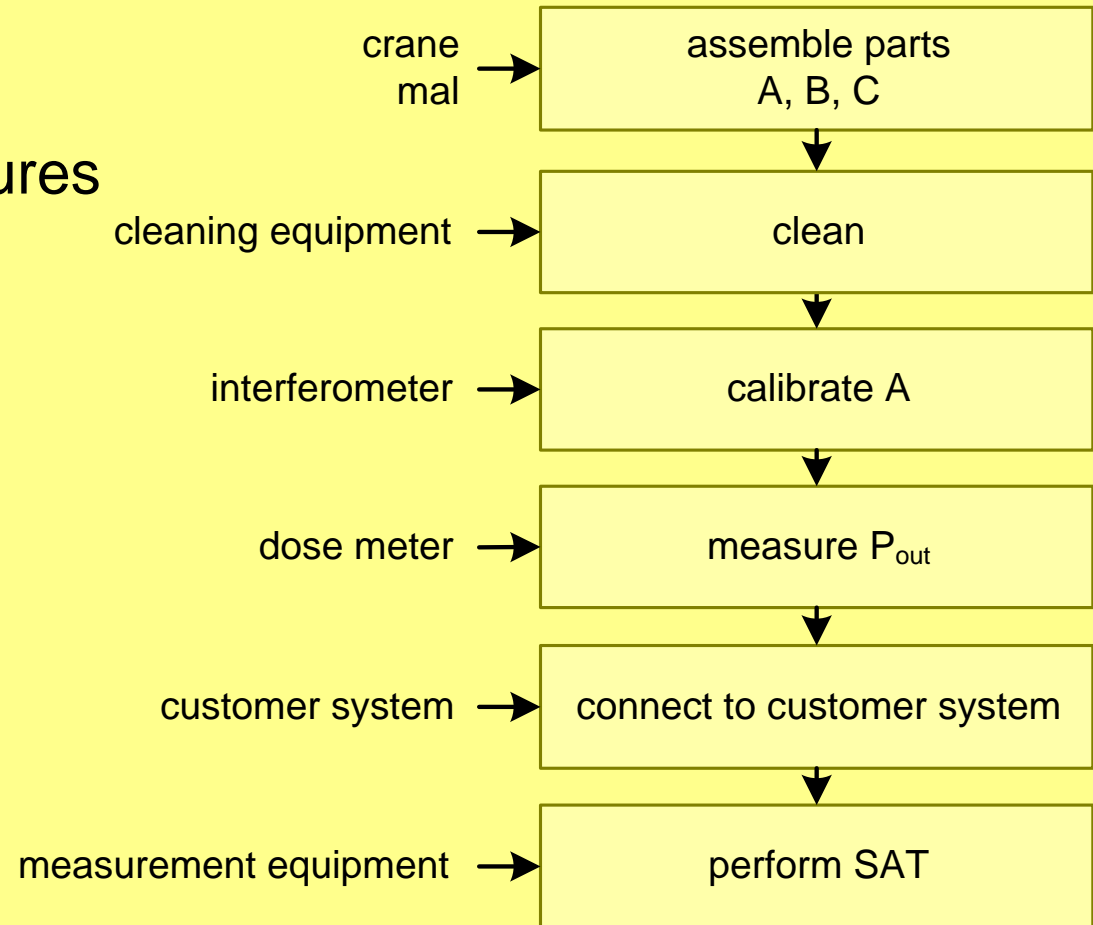 crane
mal
assemble parts
A, B, C
ures
cleaning equipment
clean
interferometer
calibrate A
dose meter
measure Pout
customer system
connect to customer system
measurement equipment
perform SAT